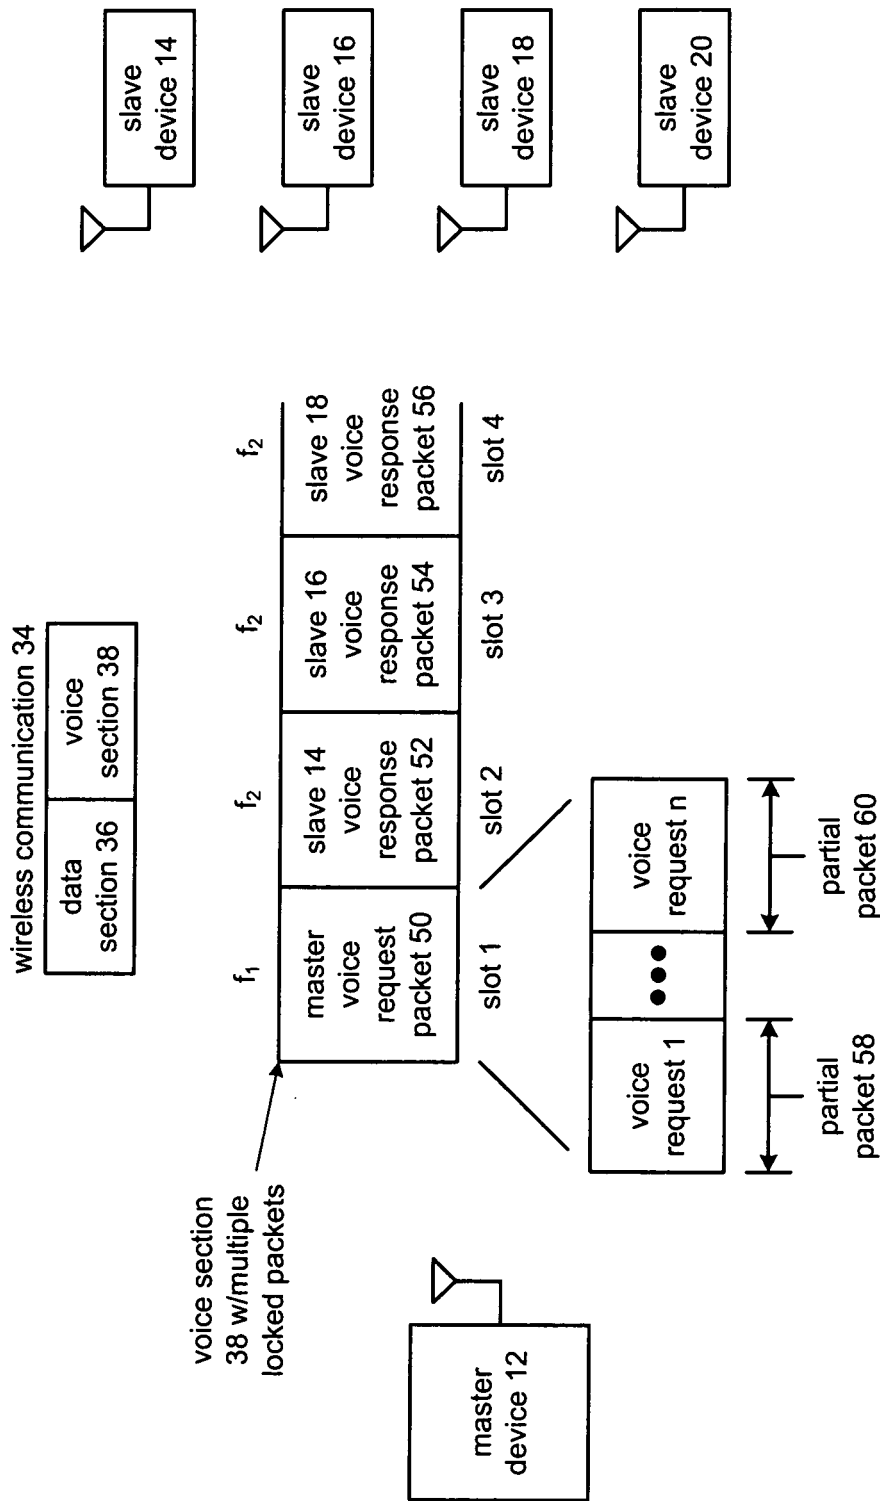 wireless communication 34
data
section 36
voice
section 38
voice section
38 w/multiple
locked packets
f1
f2
f2
f2
master
voice
request
packet 50
slave 14
voice
response
packet 52
slave 16
voice
response
packet 54
slave 18
voice
response
packet 56
slot 1
slot 2
slot 3
slot 4
voice
request 1
voice
request n
partial
packet 58
partial
packet 60
master
device 12
slave
device 14
slave
device 16
slave
device 18
slave
device 20